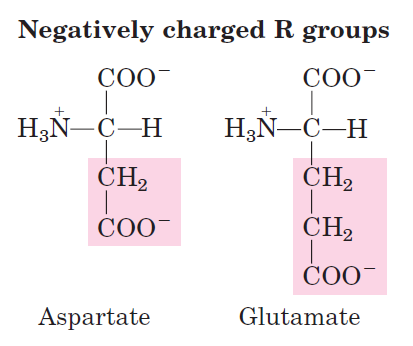 Negatively charged R groups
COO⁻ COO⁻
H₃N⁺—C—H H₃N⁺—C—H
CH₂ CH₂
COO⁻ CH₂
COO⁻
Aspartate Glutamate